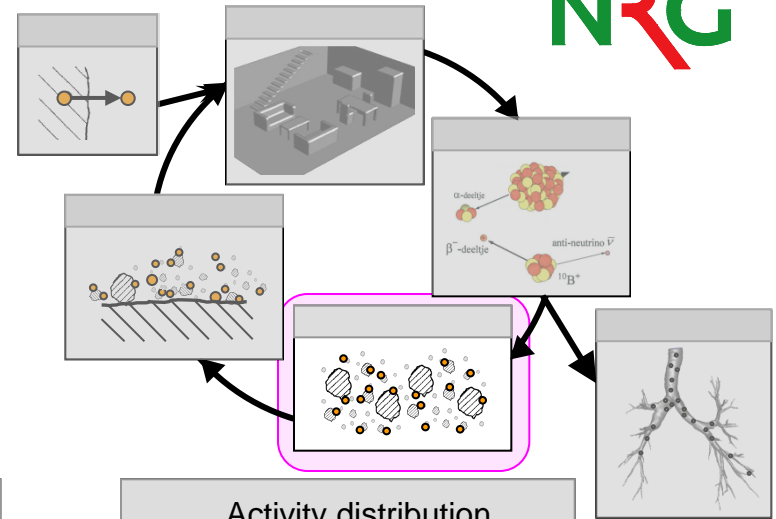 NRG
α-deeltje
β⁻-deeltje
anti-neutrino ν̅
¹⁰B⁺
Activity distribution